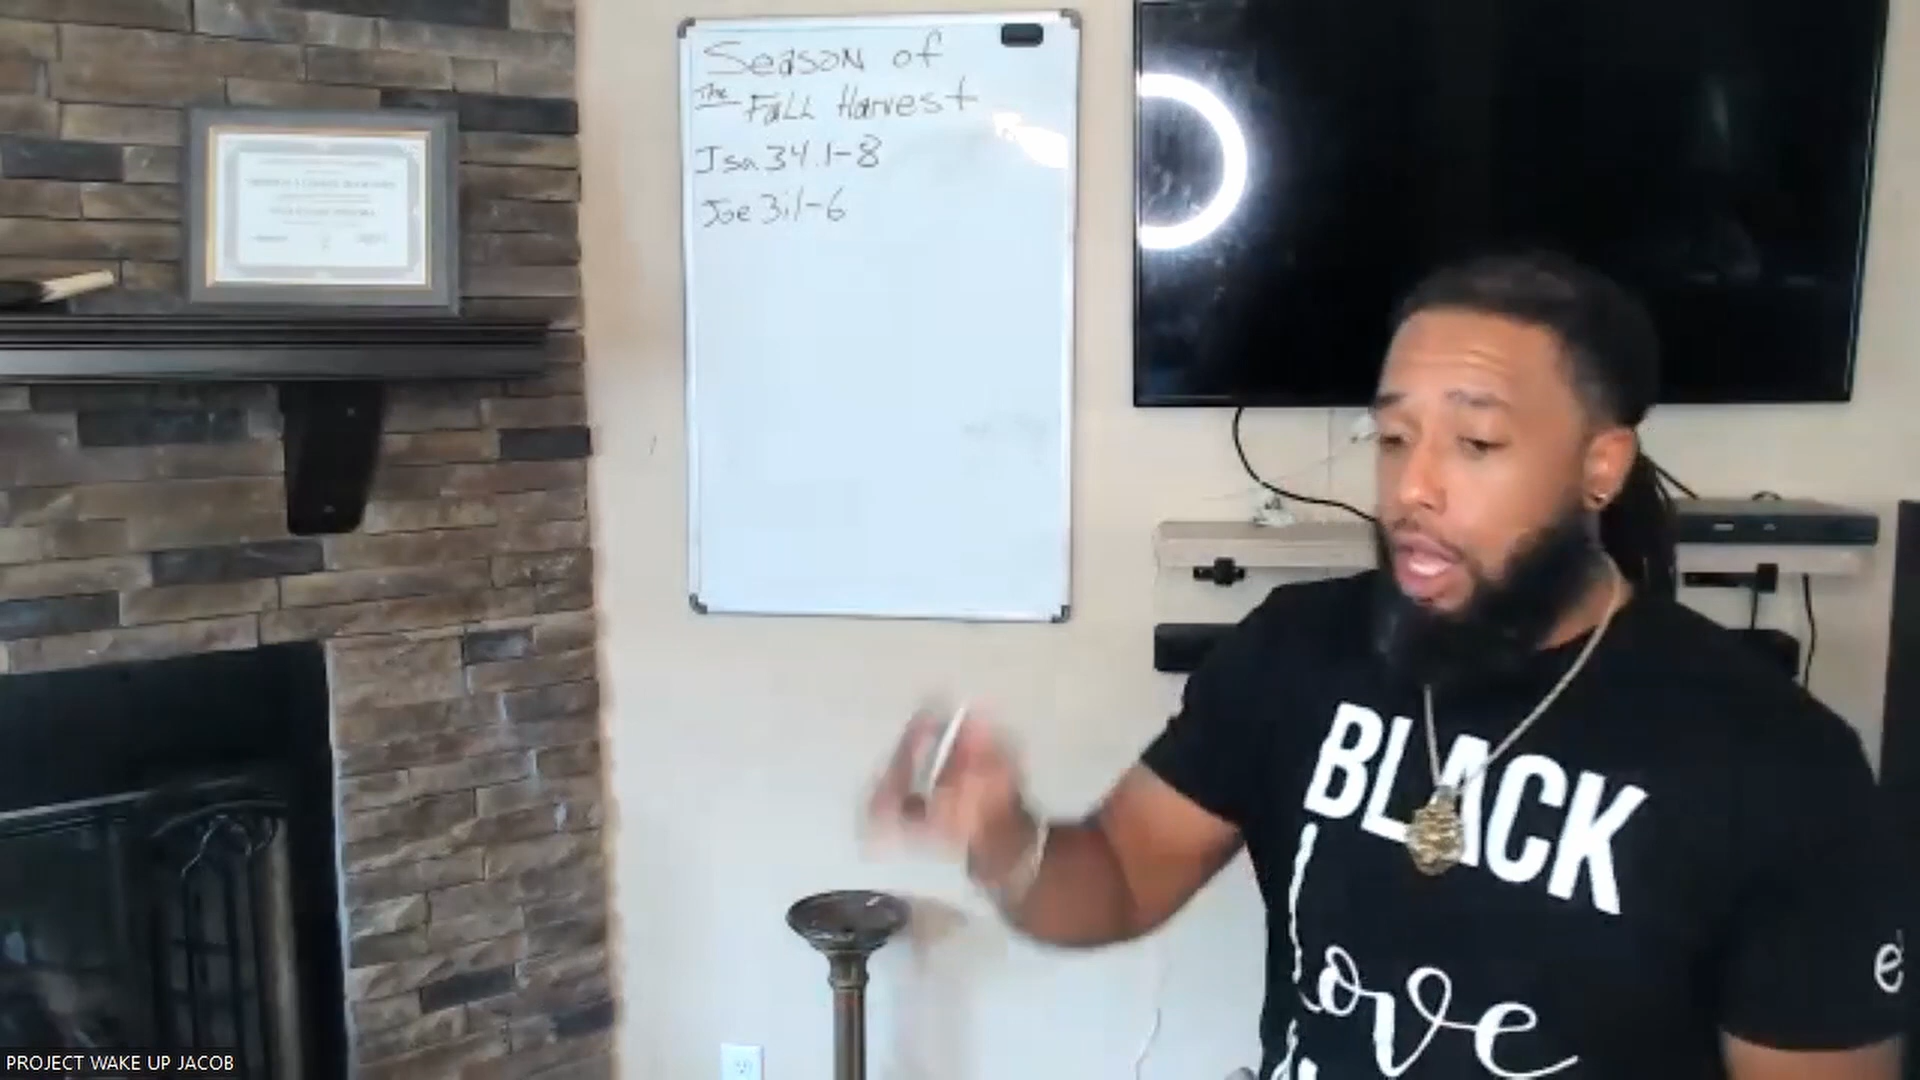 Season of
The Fall Harvest
Isa 34:1-8
Joe 3:1-6
BLACK
Love
e
PROJECT WAKE UP JACOB